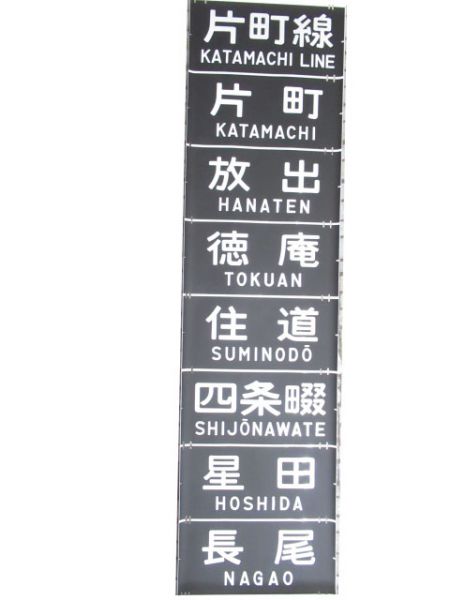 片町線
KATAMACHI LINE
片町
KATAMACHI
放出
HANATEN
徳庵
TOKUAN
住道
SUMINODŌ
四条畷
SHIJŌNAWATE
星田
HOSHIDA
長尾
NAGAO